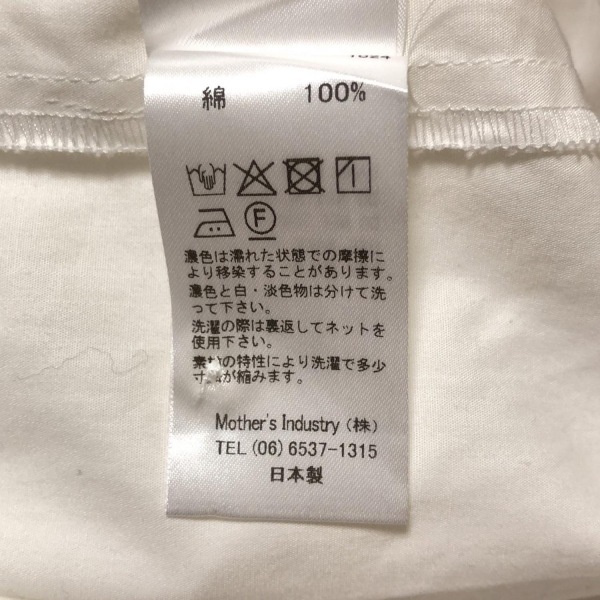 綿 100%
F
濃色は濡れた状態での摩擦に
より移染することがあります。
濃色と白・淡色物は分けて洗
って下さい。
洗濯の際は裏返してネットを
使用下さい。
の特性により洗濯で多少
が縮みます。
Mother's Industry (株)
TEL (06) 6537-1315
日本製